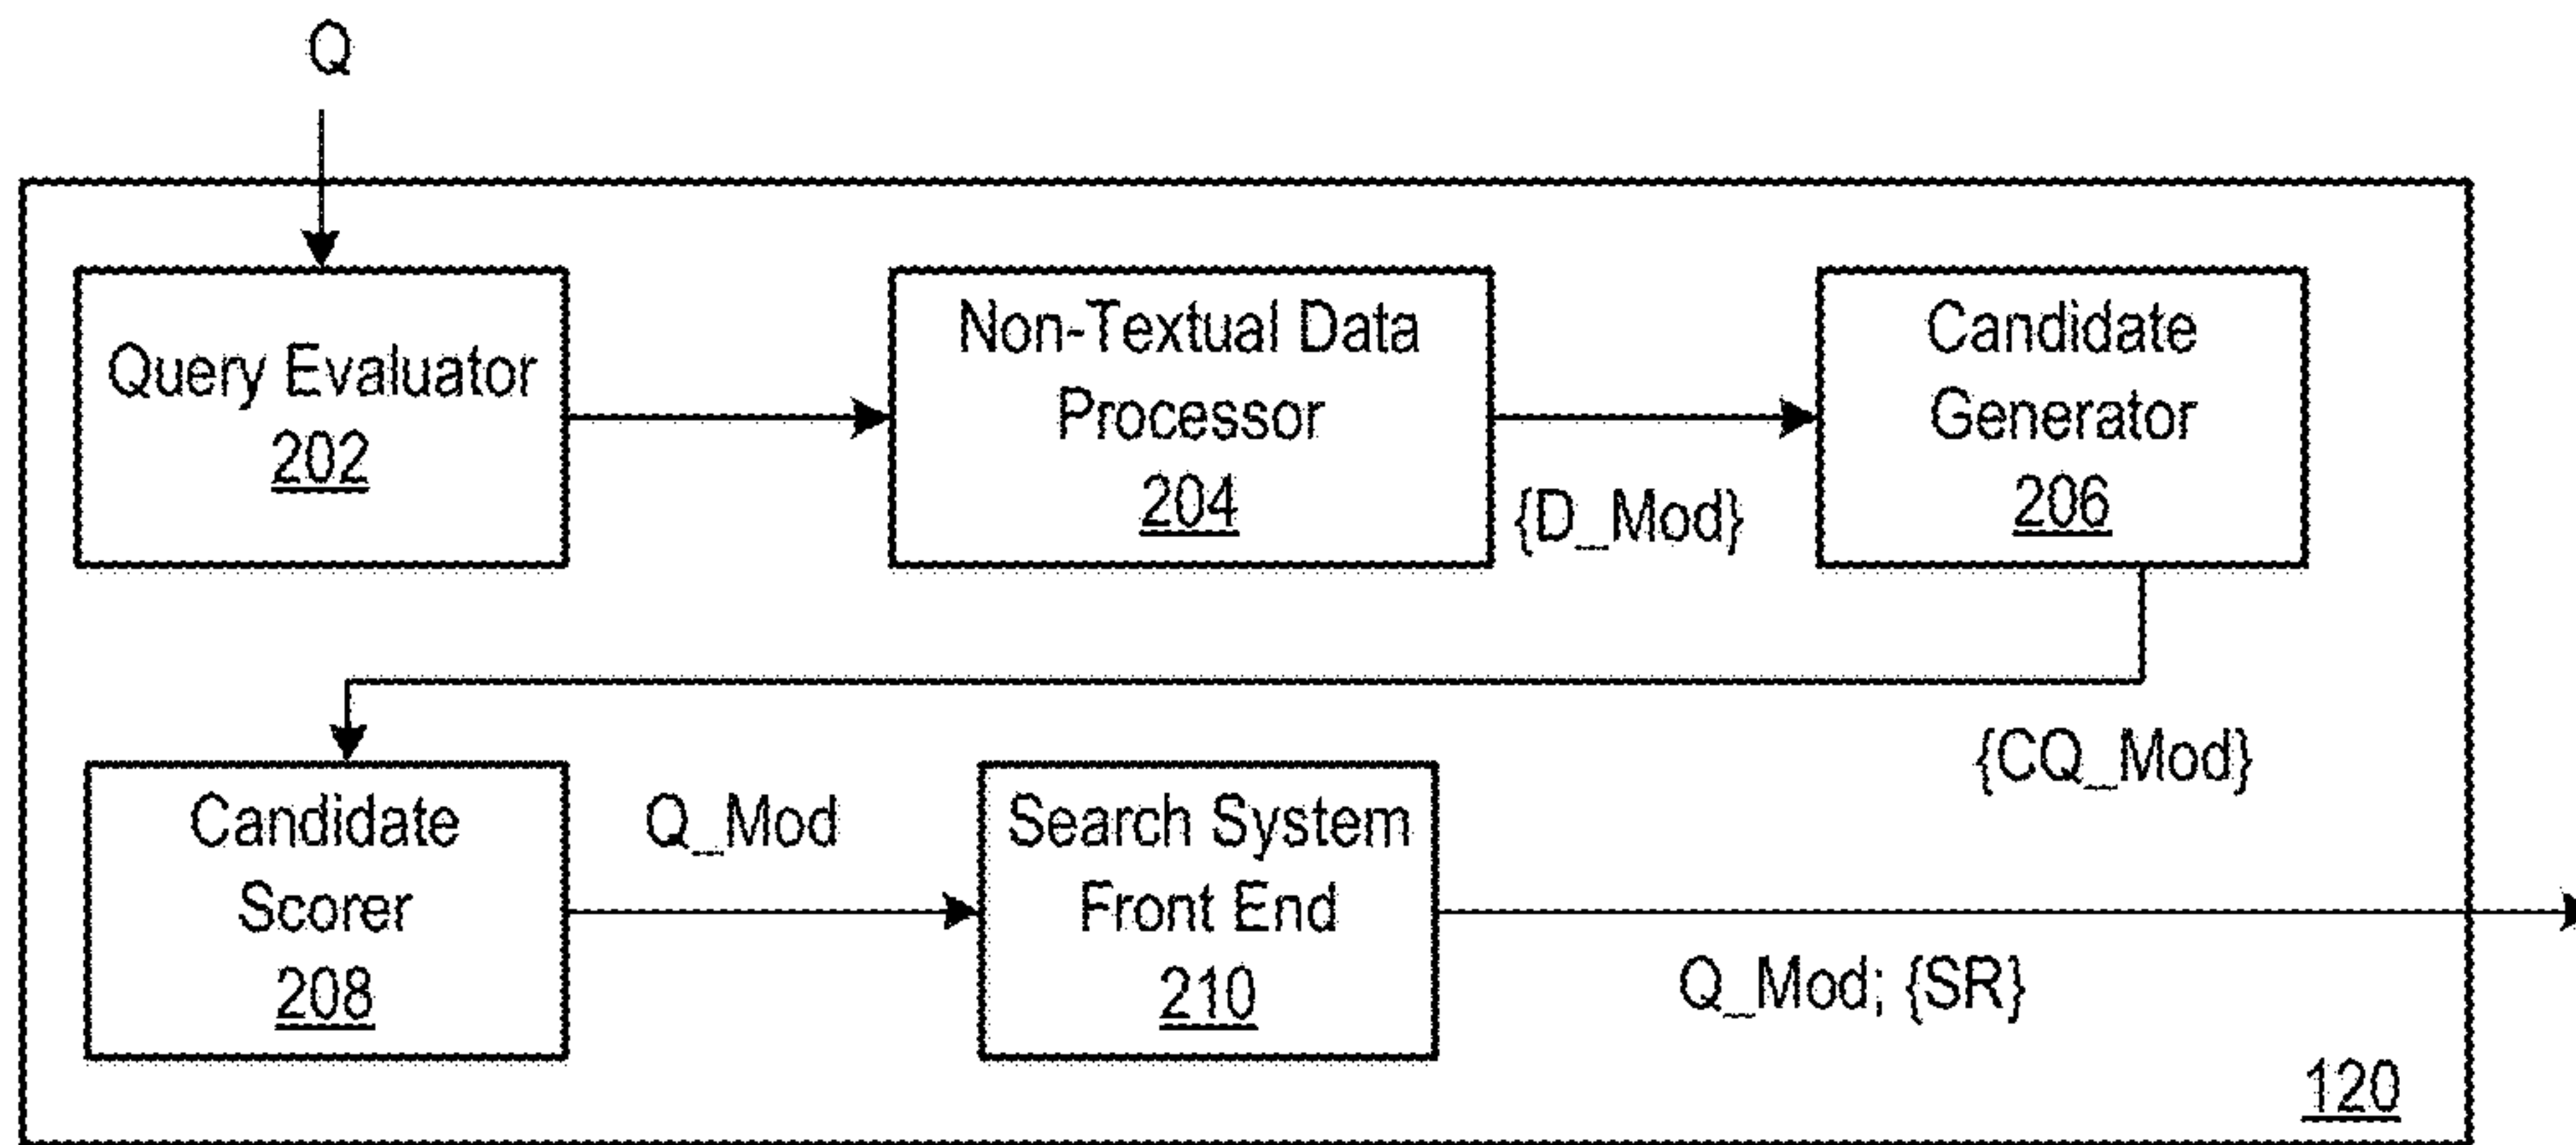 Q
Query Evaluator
202
Non-Textual Data
Processor
204
{D_Mod}
Candidate
Generator
206
{CQ_Mod}
Candidate
Scorer
208
Q_Mod
Search System
Front End
210
Q_Mod; {SR}
120